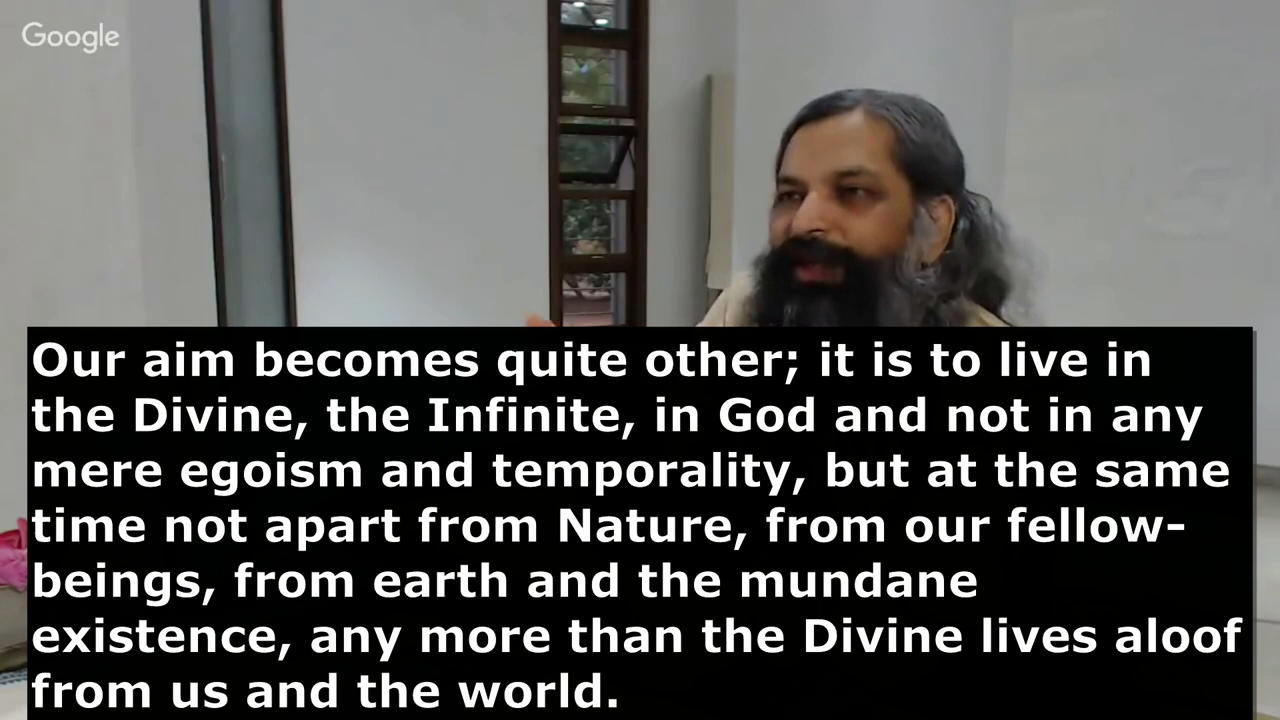 Google
Our aim becomes quite other; it is to live in
the Divine, the Infinite, in God and not in any
mere egoism and temporality, but at the same
time not apart from Nature, from our fellow-
beings, from earth and the mundane
existence, any more than the Divine lives aloof
from us and the world.